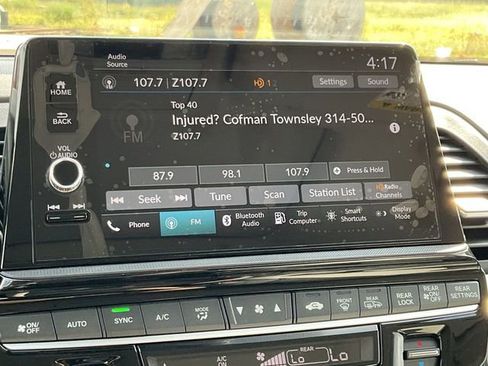 Audio
Source
4:17
HOME
107.7 Z107.7 HD 1 Settings Sound
BACK
Top 40
Injured? Cofman Townsley 314-50...
Z107.7
FM
VOL
AUDIO
87.9 98.1 107.9 + Press & Hold
Seek Tune Scan Station List HD Radio
Channels
Phone FM Bluetooth
Audio Trip
Computer Smart
Shortcuts Display
Mode
ON/
OFF AUTO SYNC A/C MODE FRONT REAR REAR
LOCK REAR
ON/OFF REAR
SETTINGS
A/C
ON REAR
Lo Lo